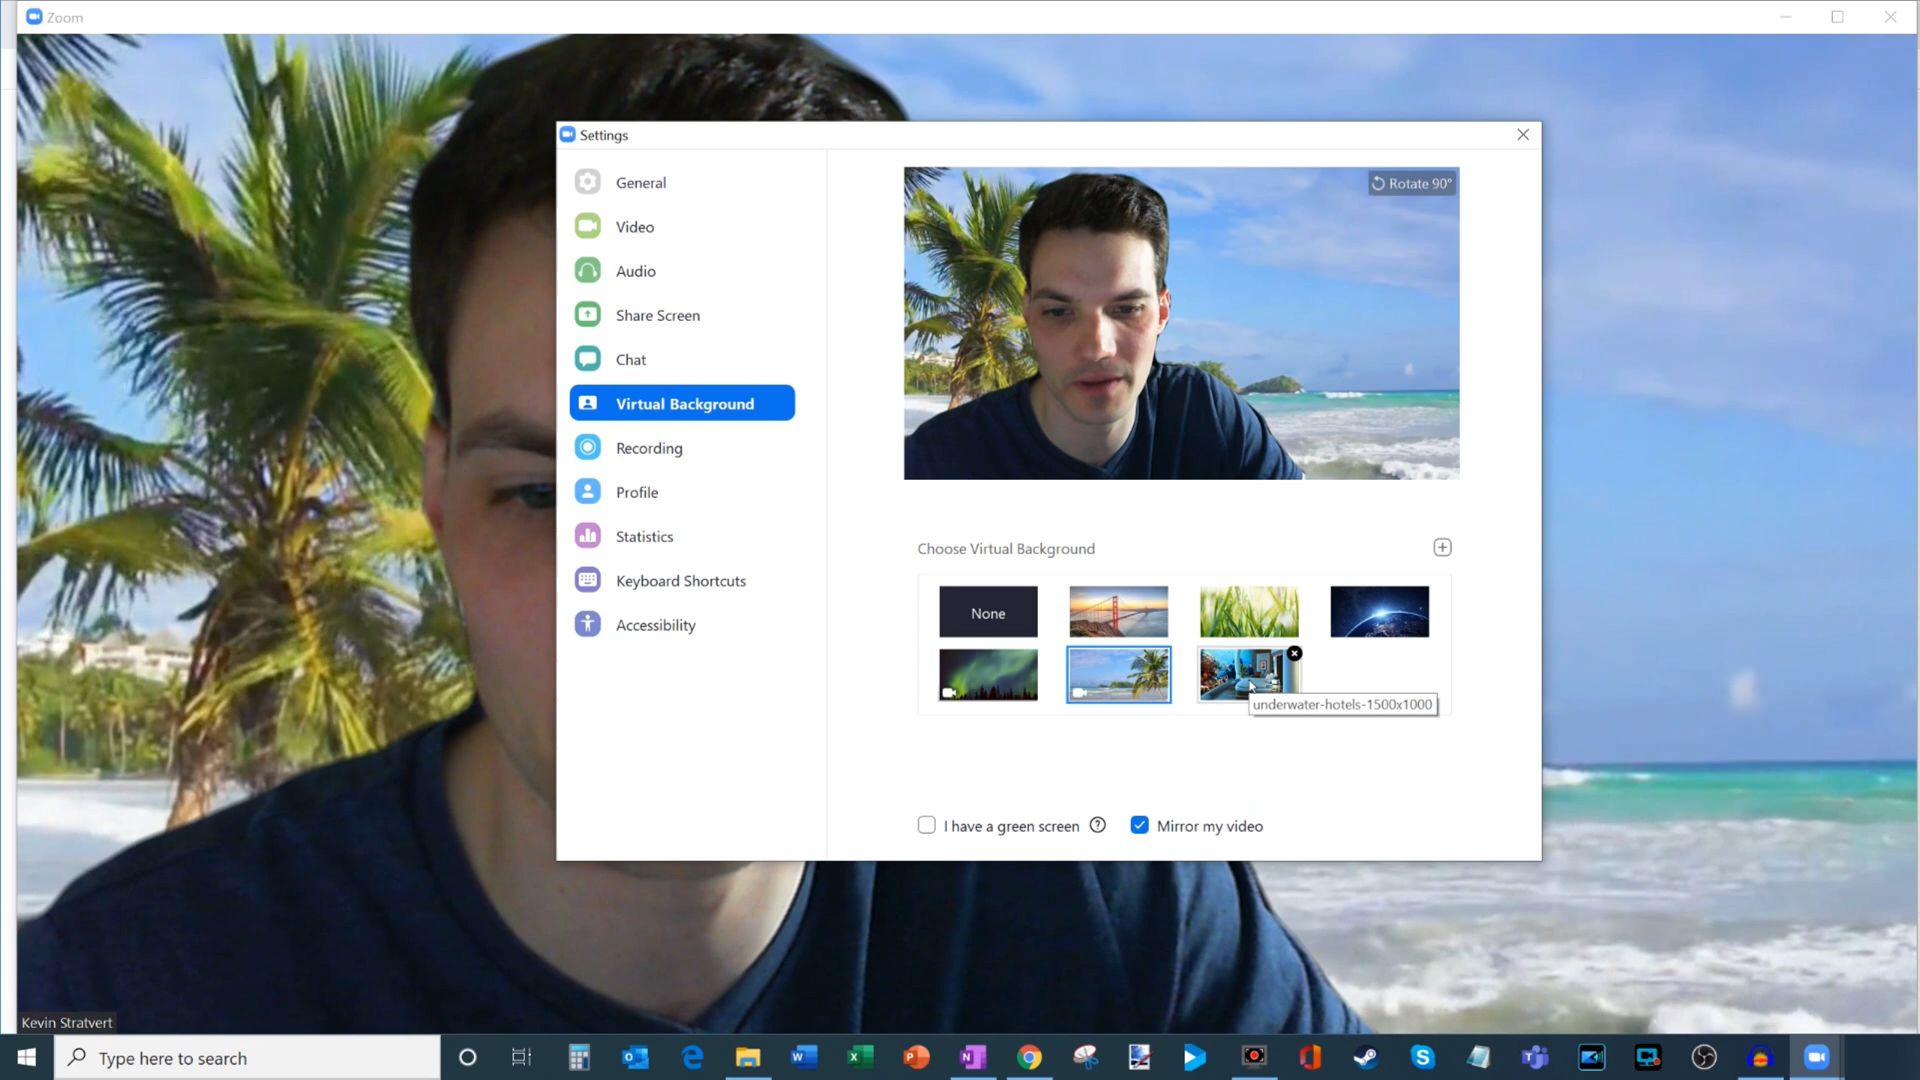 Zoom
Settings
General
Video
Audio
Share Screen
Chat
Virtual Background
Recording
Profile
Statistics
Keyboard Shortcuts
Accessibility
Rotate 90°
Choose Virtual Background
None
underwater-hotels-1500x1000
I have a green screen
Mirror my video
Kevin Stratvert
Type here to search